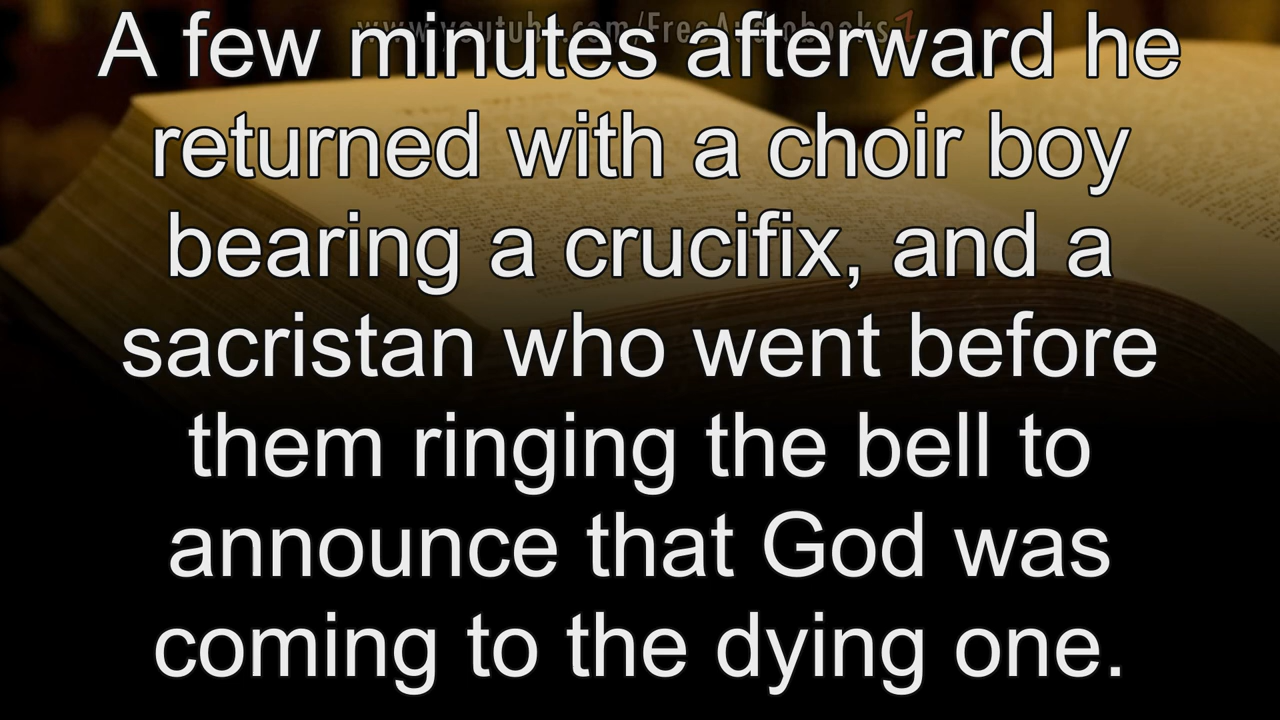 www.youtube.com/FreeAudiobooks
A few minutes afterward he
returned with a choir boy
bearing a crucifix, and a
sacristan who went before
them ringing the bell to
announce that God was
coming to the dying one.